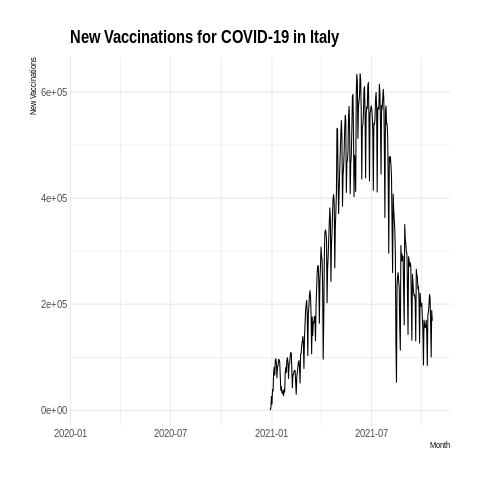 New Vaccinations for COVID-19 in Italy
New Vaccinations
6e+05
4e+05
2e+05
0e+00
2020-01 2020-07 2021-01 2021-07
Month